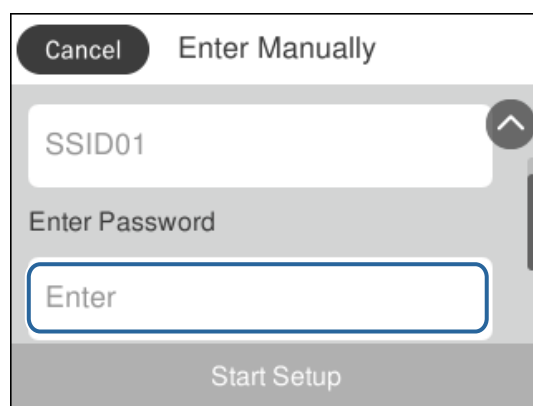 Cancel Enter Manually
SSID01
Enter Password
Enter
Start Setup